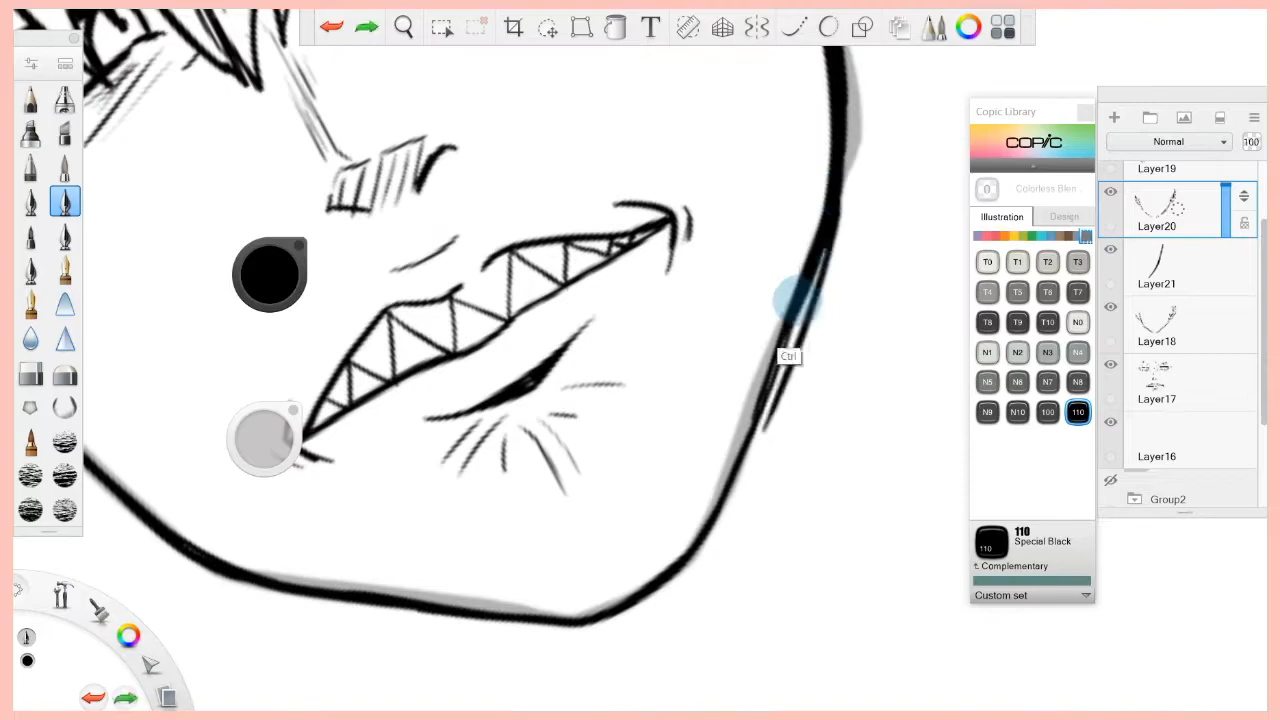 T
Copic Library
COPIC
0 Colorless Blen...
Illustration Design
T0 T1 T2 T3
T4 T5 T6 T7
T8 T9 T10 N0
N1 N2 N3 N4
N5 N6 N7 N8
N9 N10 100 110
110
110
Special Black
Complementary
Custom set
Normal 100
Layer19
Layer20
Layer21
Layer18
Layer17
Layer16
Group2
Ctrl